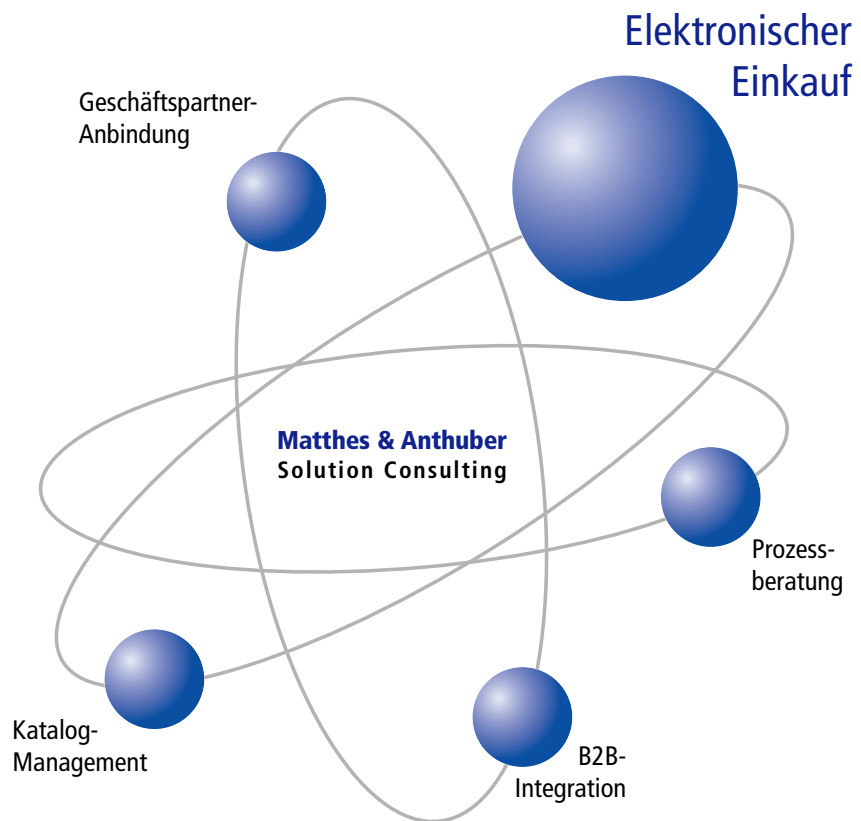 Elektronischer
Einkauf
Geschäftspartner-
Anbindung
Matthes & Anthuber
Solution Consulting
Prozess-
beratung
Katalog-
Management
B2B-
Integration